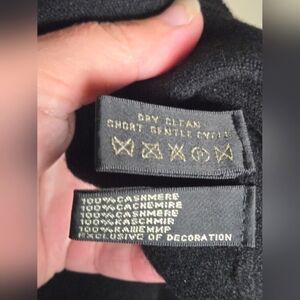 DRY CLEAN
SHORT GENTLE CYCLE
100%CASHMERE
100%CACHEMIRE
100%CASHMERE
100%KASCHMIR
100%КАШЕМИР
EXCLUSIVE OF DECORATION